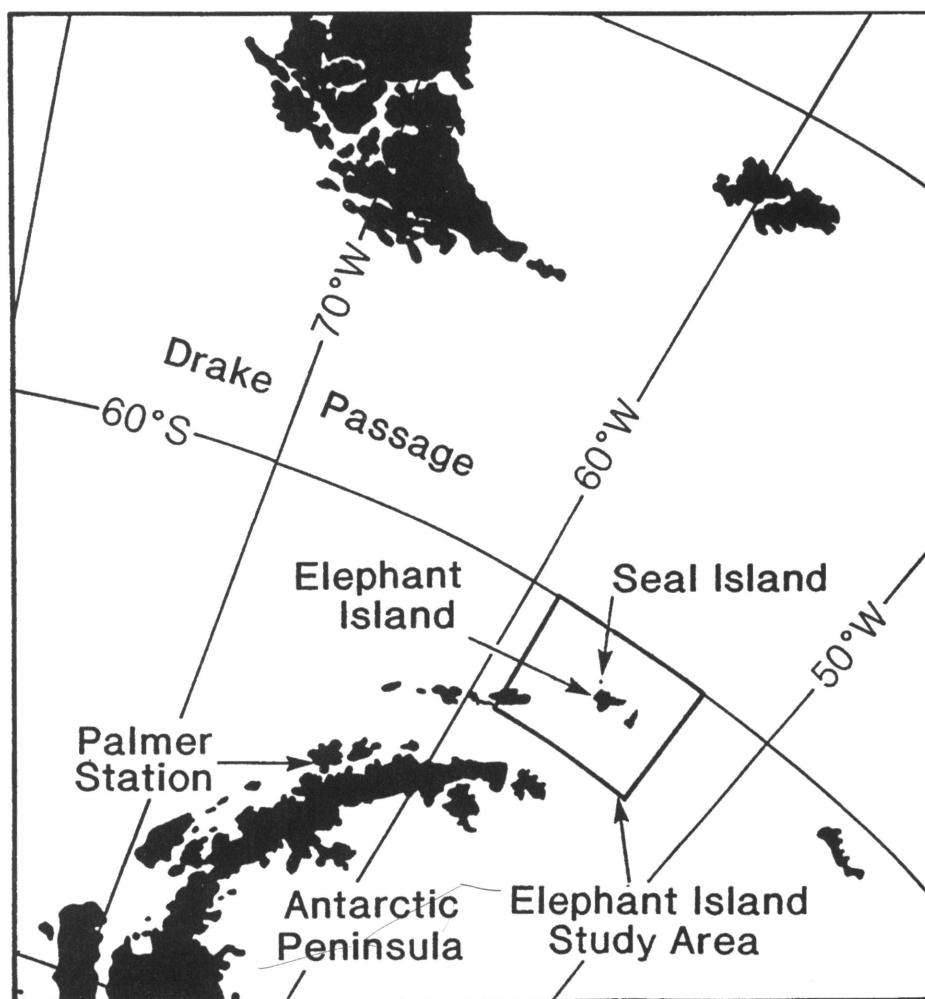 70°W
Drake
Passage
60°S
60°W
Elephant
Island
Seal Island
50°W
Palmer
Station
Antarctic
Peninsula
Elephant Island
Study Area